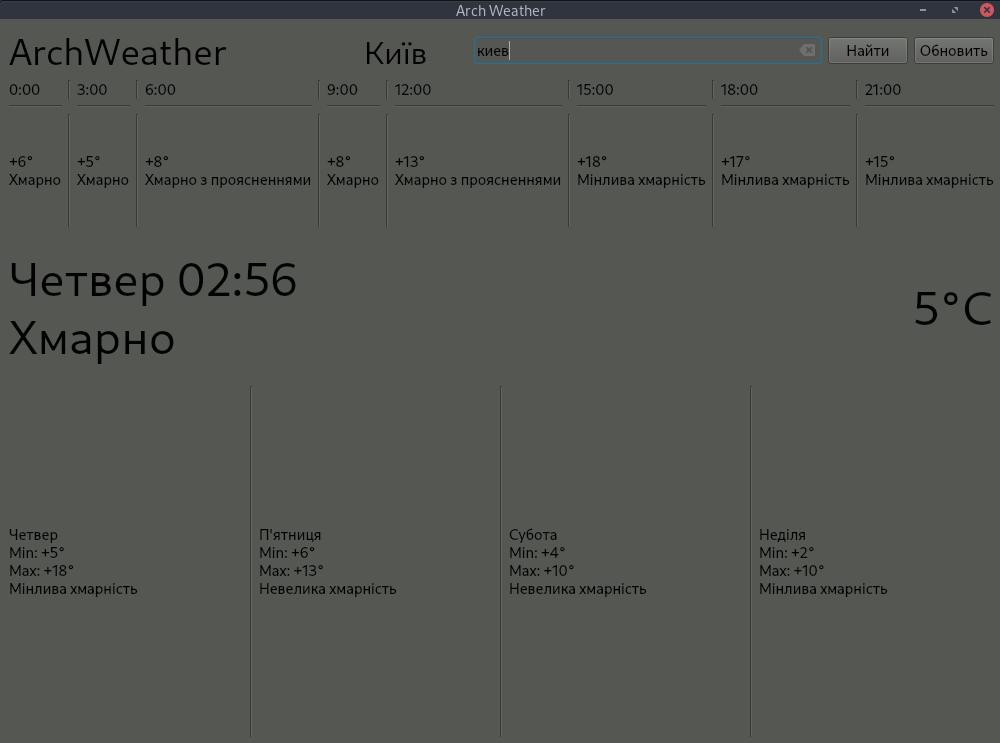 Arch Weather
ArchWeather Київ киев Найти Обновить
0:00 3:00 6:00 9:00 12:00 15:00 18:00 21:00
+6° +5° +8° +8° +13° +18° +17° +15°
Хмарно Хмарно Хмарно з проясненнями Хмарно Хмарно з проясненнями Мінлива хмарність Мінлива хмарність Мінлива хмарність
Четвер 02:56
Хмарно
5°C
Четвер
Min: +5°
Max: +18°
Мінлива хмарність
П'ятниця
Min: +6°
Max: +13°
Невелика хмарність
Субота
Min: +4°
Max: +10°
Невелика хмарність
Неділя
Min: +2°
Max: +10°
Мінлива хмарність